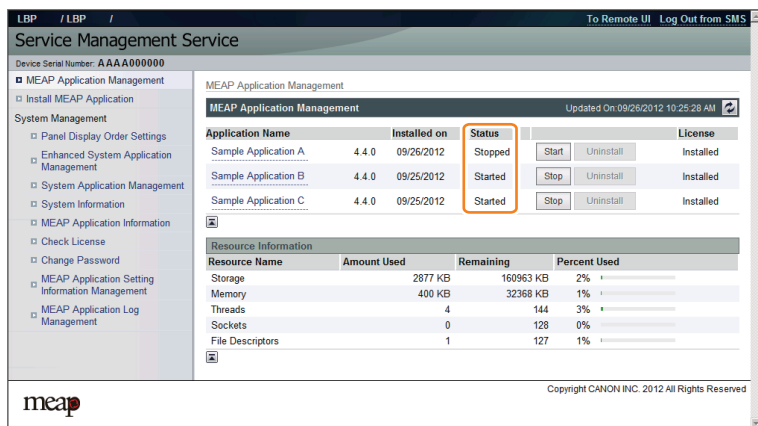 LBP / LBP / To Remote UI Log Out from SMS
Service Management Service
Device Serial Number: AAAA000000
MEAP Application Management
Install MEAP Application
System Management
Panel Display Order Settings
Enhanced System Application
Management
System Application Management
System Information
MEAP Application Information
Check License
Change Password
MEAP Application Setting
Information Management
MEAP Application Log
Management
MEAP Application Management
MEAP Application Management Updated On:09/26/2012 10:25:28 AM
Application Name Installed on Status License
Sample Application A 4.4.0 09/26/2012 Stopped Start Uninstall Installed
Sample Application B 4.4.0 09/25/2012 Started Stop Uninstall Installed
Sample Application C 4.4.0 09/25/2012 Started Stop Uninstall Installed
Resource Information
Resource Name Amount Used Remaining Percent Used
Storage 2877 KB 160963 KB 2%
Memory 400 KB 32368 KB 1%
Threads 4 144 3%
Sockets 0 128 0%
File Descriptors 1 127 1%
Copyright CANON INC. 2012 All Rights Reserved
meap